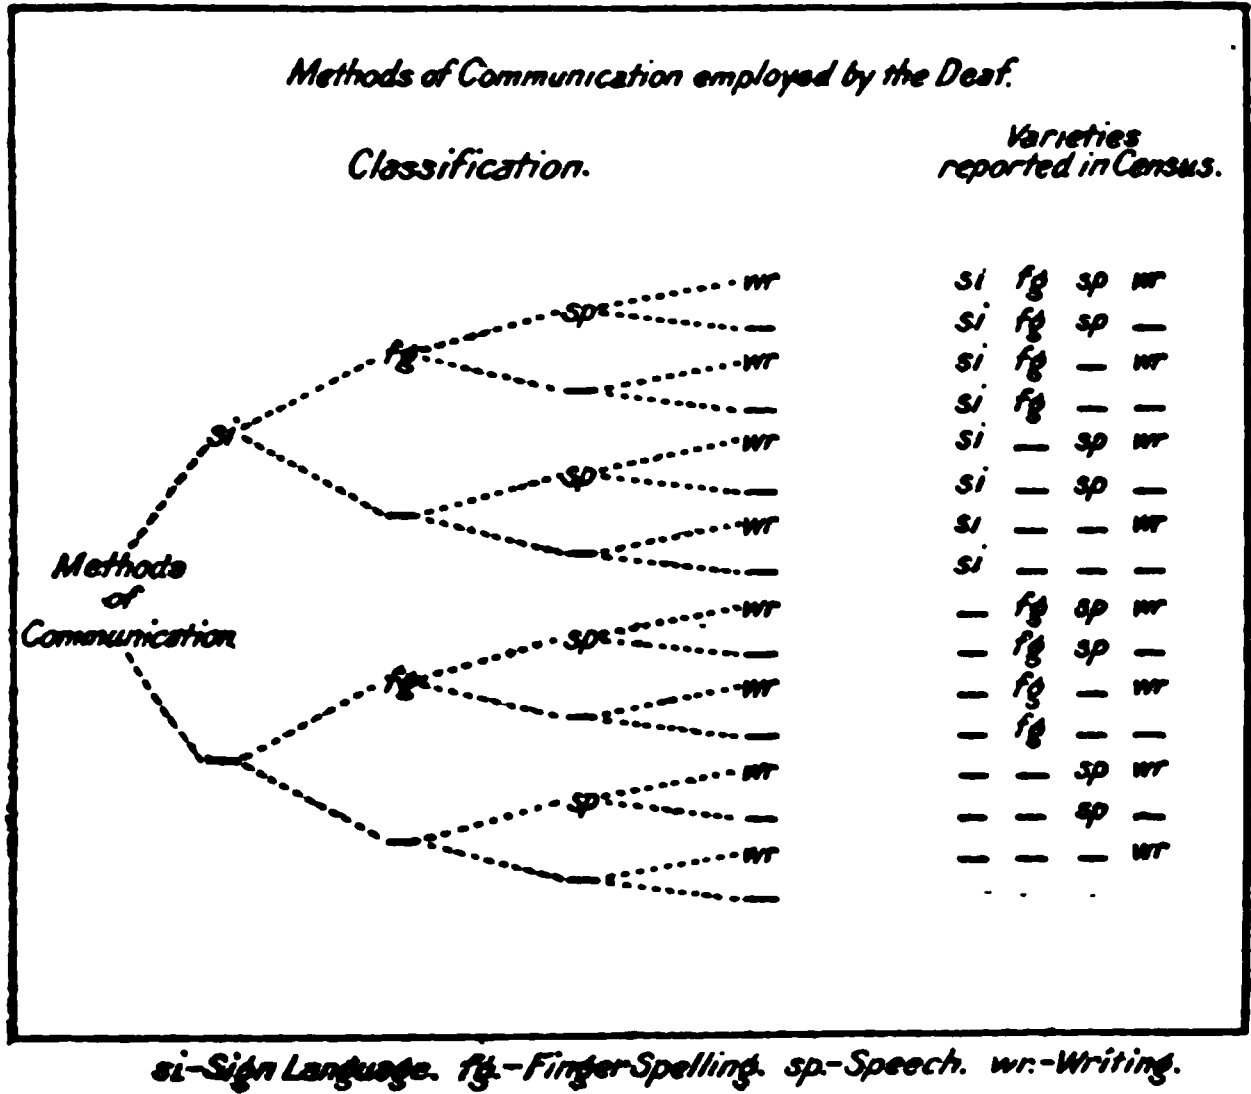 Methods of Communication employed by the Deaf.
Classification.
Varieties
reported in Census.
wr si fg sp wr
sp
— si fg sp —
fg
wr si fg — wr
—
— si fg — —
si
wr si — sp wr
sp
— si — sp —
—
wr si — — wr
—
— si — — —
Methods
of
Communication
wr — fg sp wr
sp
— — fg sp —
fg
wr — fg — wr
—
— — fg — —
—
wr — — sp wr
sp
— — — sp —
—
wr — — — wr
—
—
si-Sign Language. fg.-Finger-Spelling. sp.-Speech. wr.-Writing.